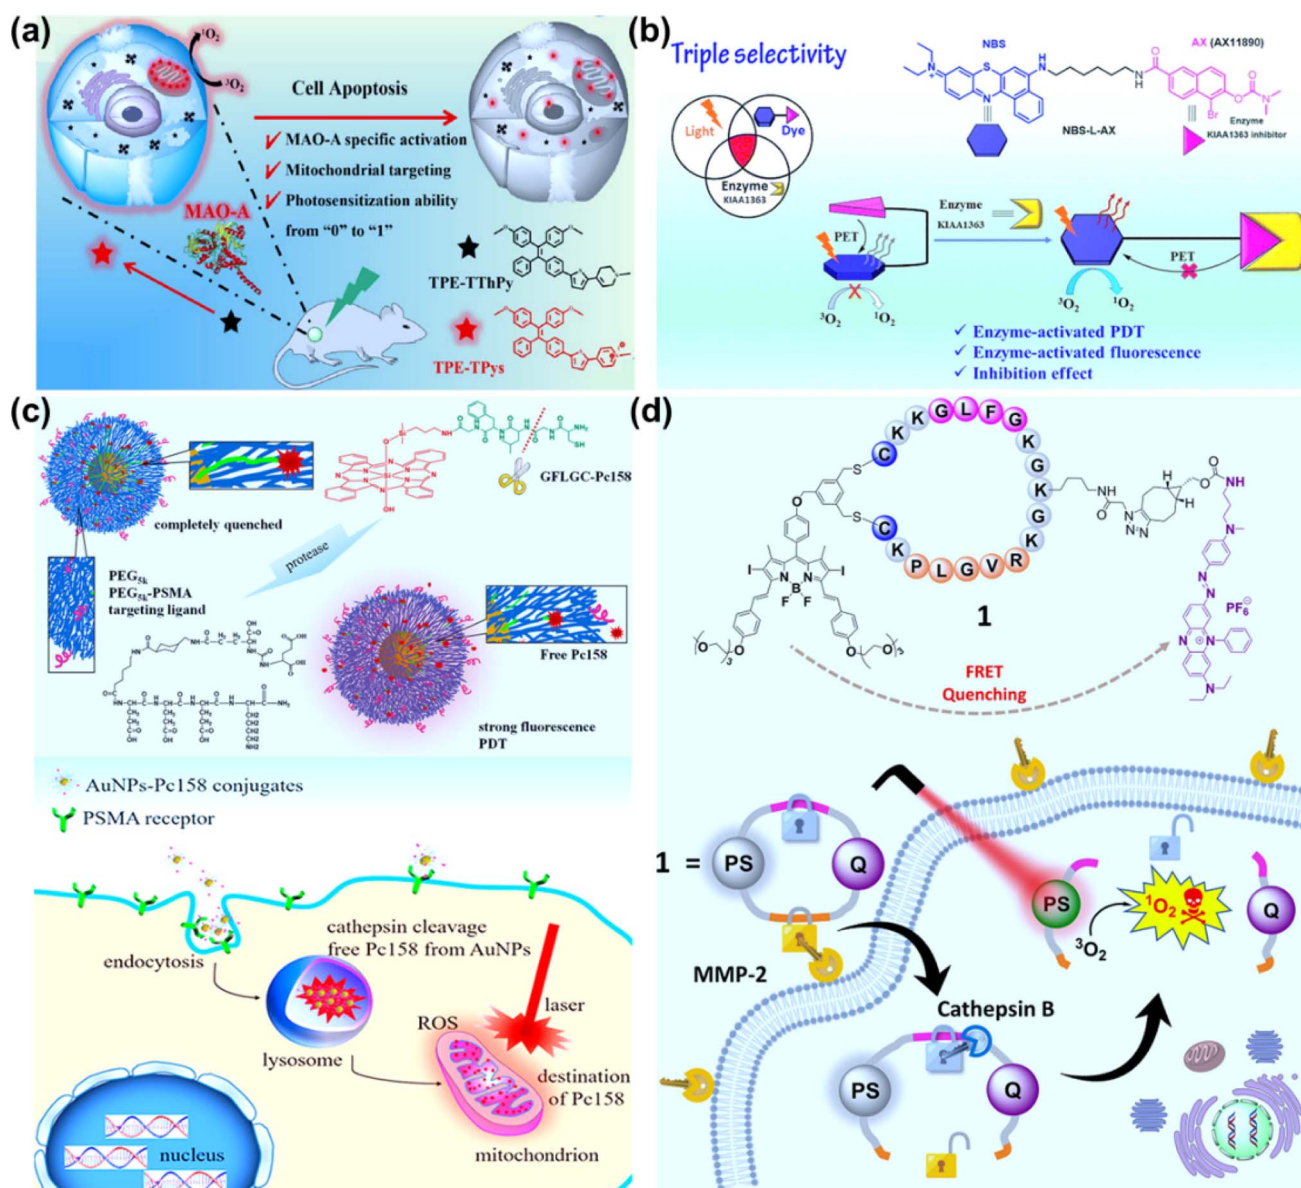 (a)
¹O₂
³O₂
Cell Apoptosis
MAO-A specific activation
Mitochondrial targeting
Photosensitization ability
from “0” to “1”
MAO-A
TPE-TThPy
TPE-TPys
(b)
Triple selectivity
Light
Dye
Enzyme
KIAA1363
NBS
AX (AX11890)
NBS-L-AX
Enzyme
KIAA1363 inhibitor
PET
Enzyme
KIAA1363
PET
³O₂
¹O₂
³O₂
¹O₂
✓ Enzyme-activated PDT
✓ Enzyme-activated fluorescence
✓ Inhibition effect
(c)
completely quenched
GFLGC-Pc158
protease
PEG₅ₖ
PEG₅ₖ-PSMA
targeting ligand
Free Pc158
strong fluorescence
PDT
AuNPs-Pc158 conjugates
PSMA receptor
endocytosis
cathepsin cleavage
free Pc158 from AuNPs
lysosome
laser
ROS
destination
of Pc158
mitochondrion
nucleus
(d)
C K K G L F G K G K K G K R V G L P K C
1
PF₆⊖
FRET
Quenching
1 =
PS
Q
MMP-2
Cathepsin B
PS
Q
PS
³O₂
¹O₂
Q